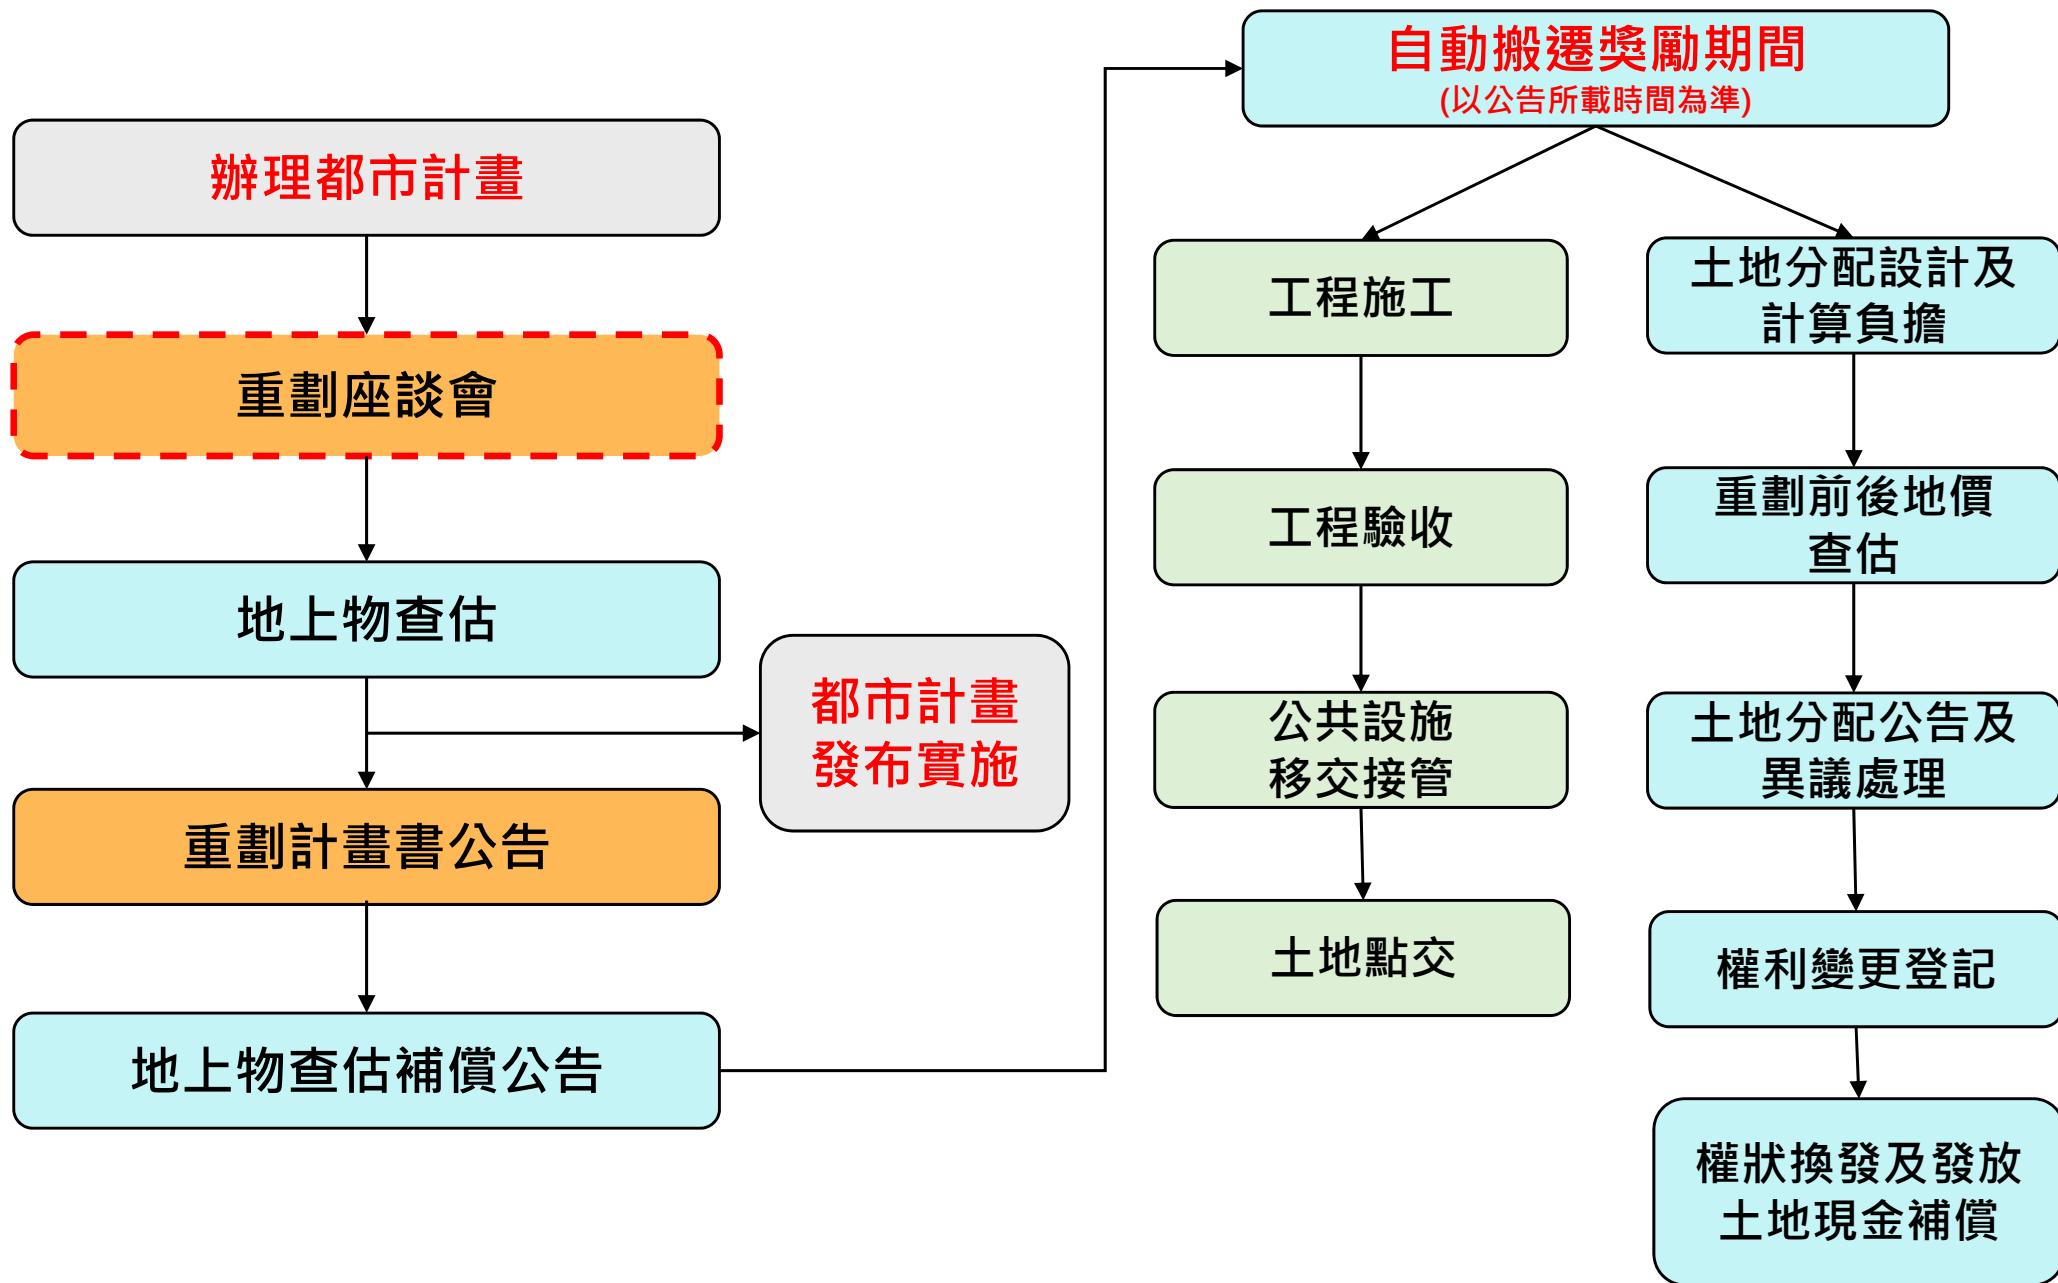 辦理都市計畫
重劃座談會
地上物查估
都市計畫
發布實施
重劃計畫書公告
地上物查估補償公告
自動搬遷獎勵期間
(以公告所載時間為準)
工程施工
工程驗收
公共設施
移交接管
土地點交
土地分配設計及
計算負擔
重劃前後地價
查估
土地分配公告及
異議處理
權利變更登記
權狀換發及發放
土地現金補償